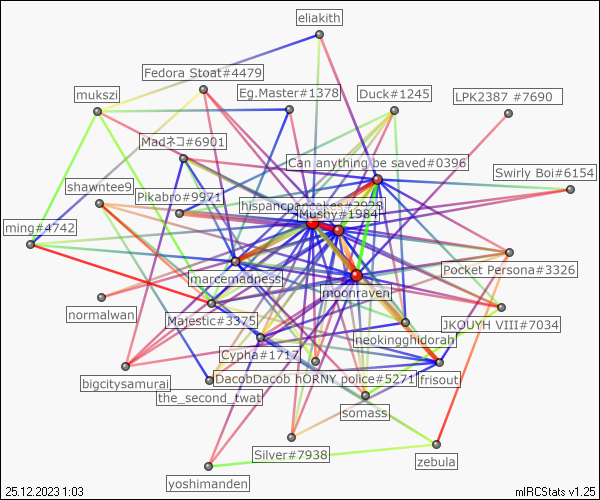 eliakith
Fedora Stoat#4479
mukszi
Eg.Master#1378
Duck#1245
LPK2387 #7690
Madネコ#6901
Can anything be saved#0396
Swirly Boi#6154
shawntee9
Pikabro#9971
hispancpancakes#3923
Mushy#1984
ming#4742
marcemadness
Pocket Persona#3326
moonraven
normalwan
Majestic#3375
JKOUYH VIII#7034
neokingghidorah
Cypha#1717
bigcitysamurai
DacobDacob hORNY police#5271
frisout
the_second_twat
somass
Silver#7938
zebula
yoshimanden
25.12.2023 1:03
mIRCStats v1.25